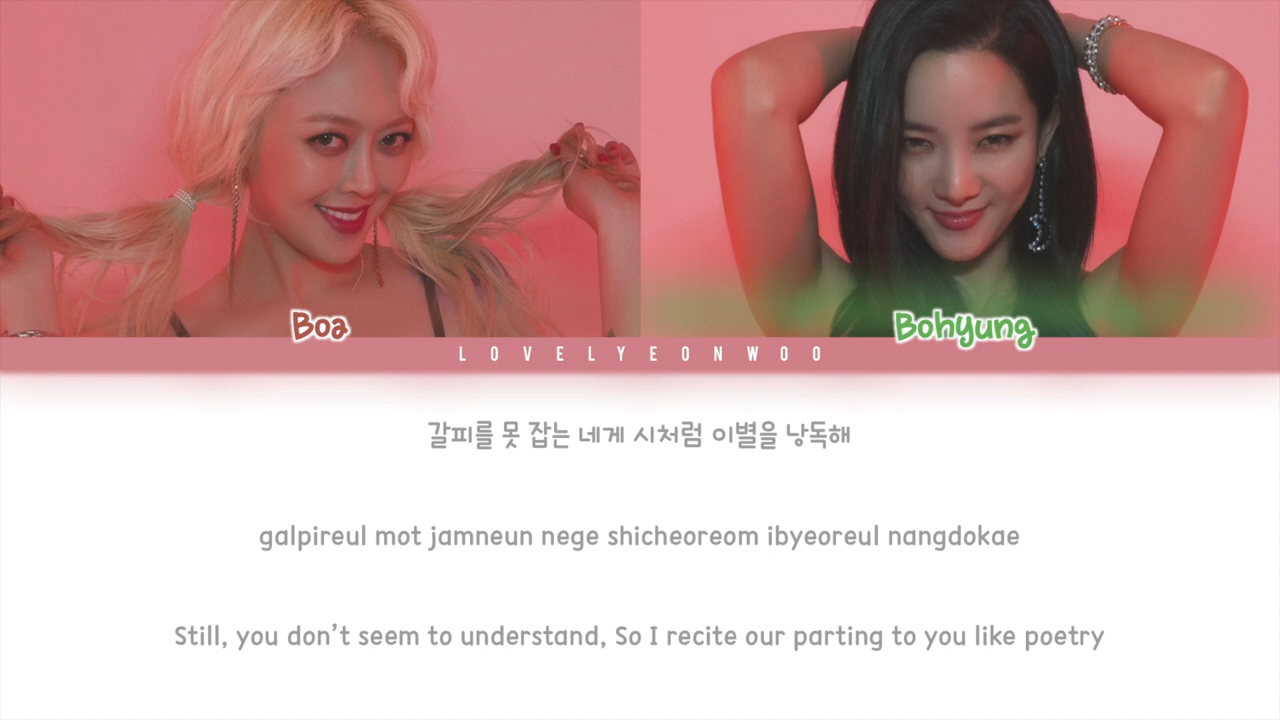 Boa
Bohyung
LOVELYEONWOO
갈피를 못 잡는 네게 시처럼 이별을 낭독해
galpireul mot jamneun nege shicheoreom ibyeoreul nangdokae
Still, you don't seem to understand, So I recite our parting to you like poetry